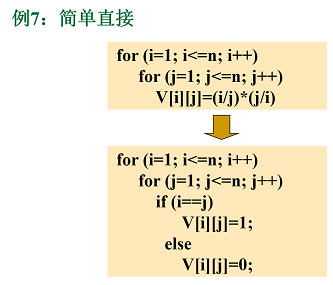 例7：简单直接
for (i=1; i<=n; i++)
for (j=1; j<=n; j++)
V[i][j]=(i/j)*(j/i)
for (i=1; i<=n; i++)
for (j=1; j<=n; j++)
if (i==j)
V[i][j]=1;
else
V[i][j]=0;